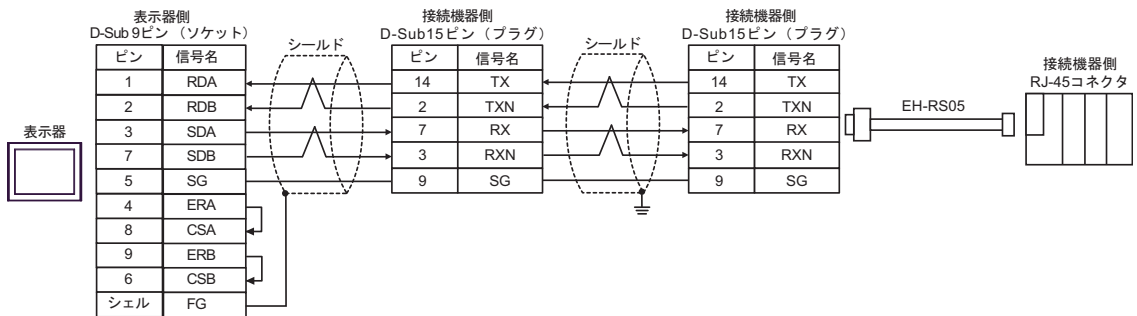 表示器
表示器側
D-Sub 9ピン （ソケット）
ピン 信号名
1 RDA
2 RDB
3 SDA
7 SDB
5 SG
4 ERA
8 CSA
9 ERB
6 CSB
シェル FG
シールド
接続機器側
D-Sub15ピン（プラグ）
ピン 信号名
14 TX
2 TXN
7 RX
3 RXN
9 SG
シールド
接続機器側
D-Sub15ピン（プラグ）
ピン 信号名
14 TX
2 TXN
7 RX
3 RXN
9 SG
EH-RS05
接続機器側
RJ-45コネクタ